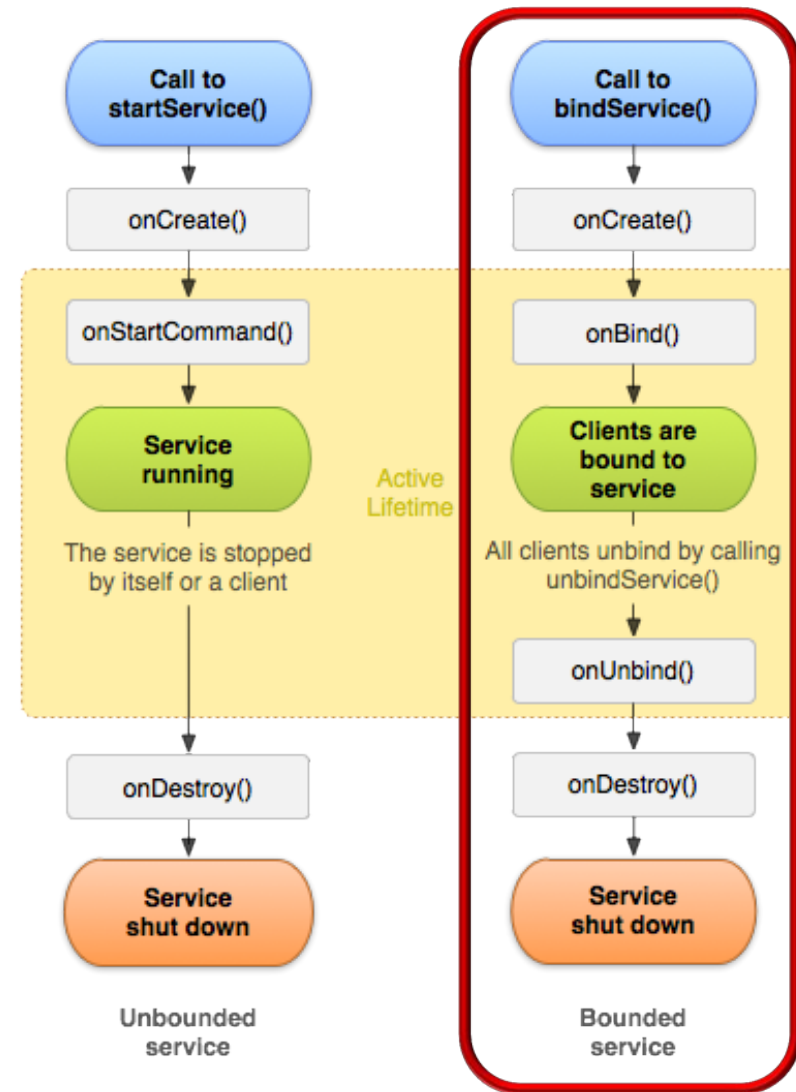 Call to
startService()
onCreate()
onStartCommand()
Service
running
The service is stopped
by itself or a client
onDestroy()
Service
shut down
Unbounded
service
Active
Lifetime
Call to
bindService()
onCreate()
onBind()
Clients are
bound to
service
All clients unbind by calling
unbindService()
onUnbind()
onDestroy()
Service
shut down
Bounded
service